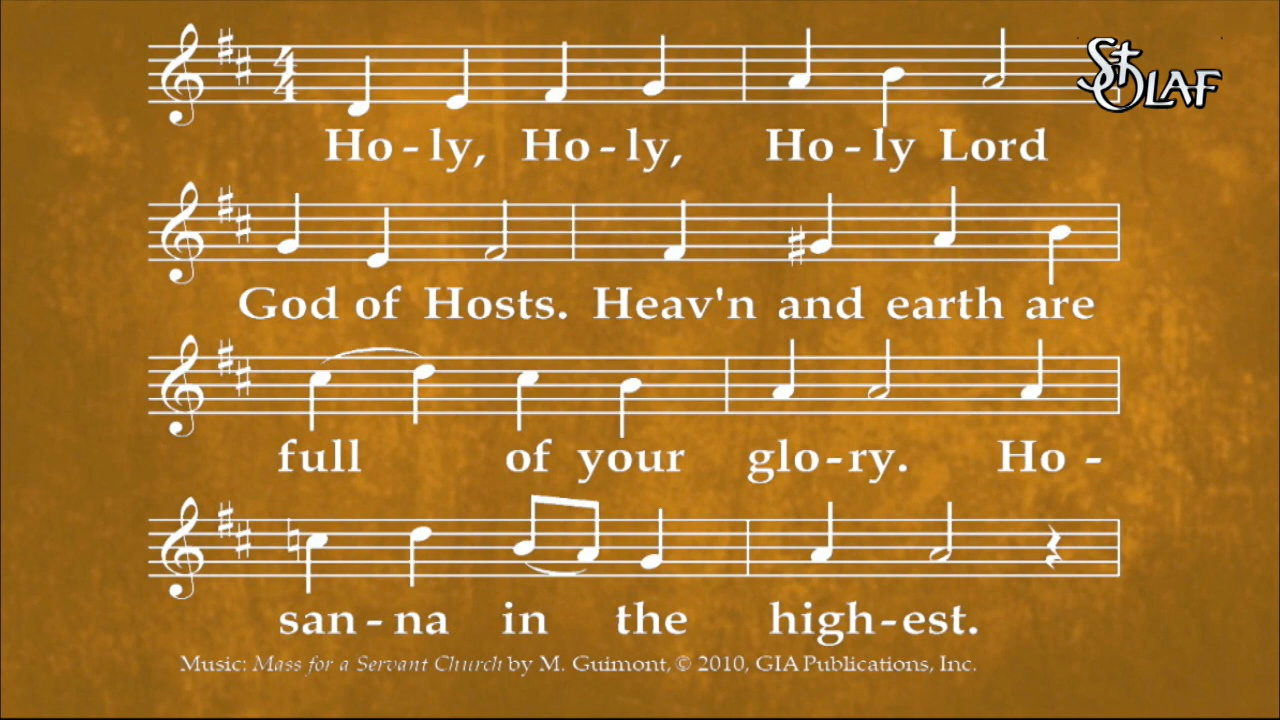 St OLAF
4
4
Ho - ly, Ho - ly, Ho - ly Lord
God of Hosts. Heav'n and earth are
full of your glo - ry. Ho -
san - na in the high - est.
Music: Mass for a Servant Church by M. Guimont, © 2010, GIA Publications, Inc.